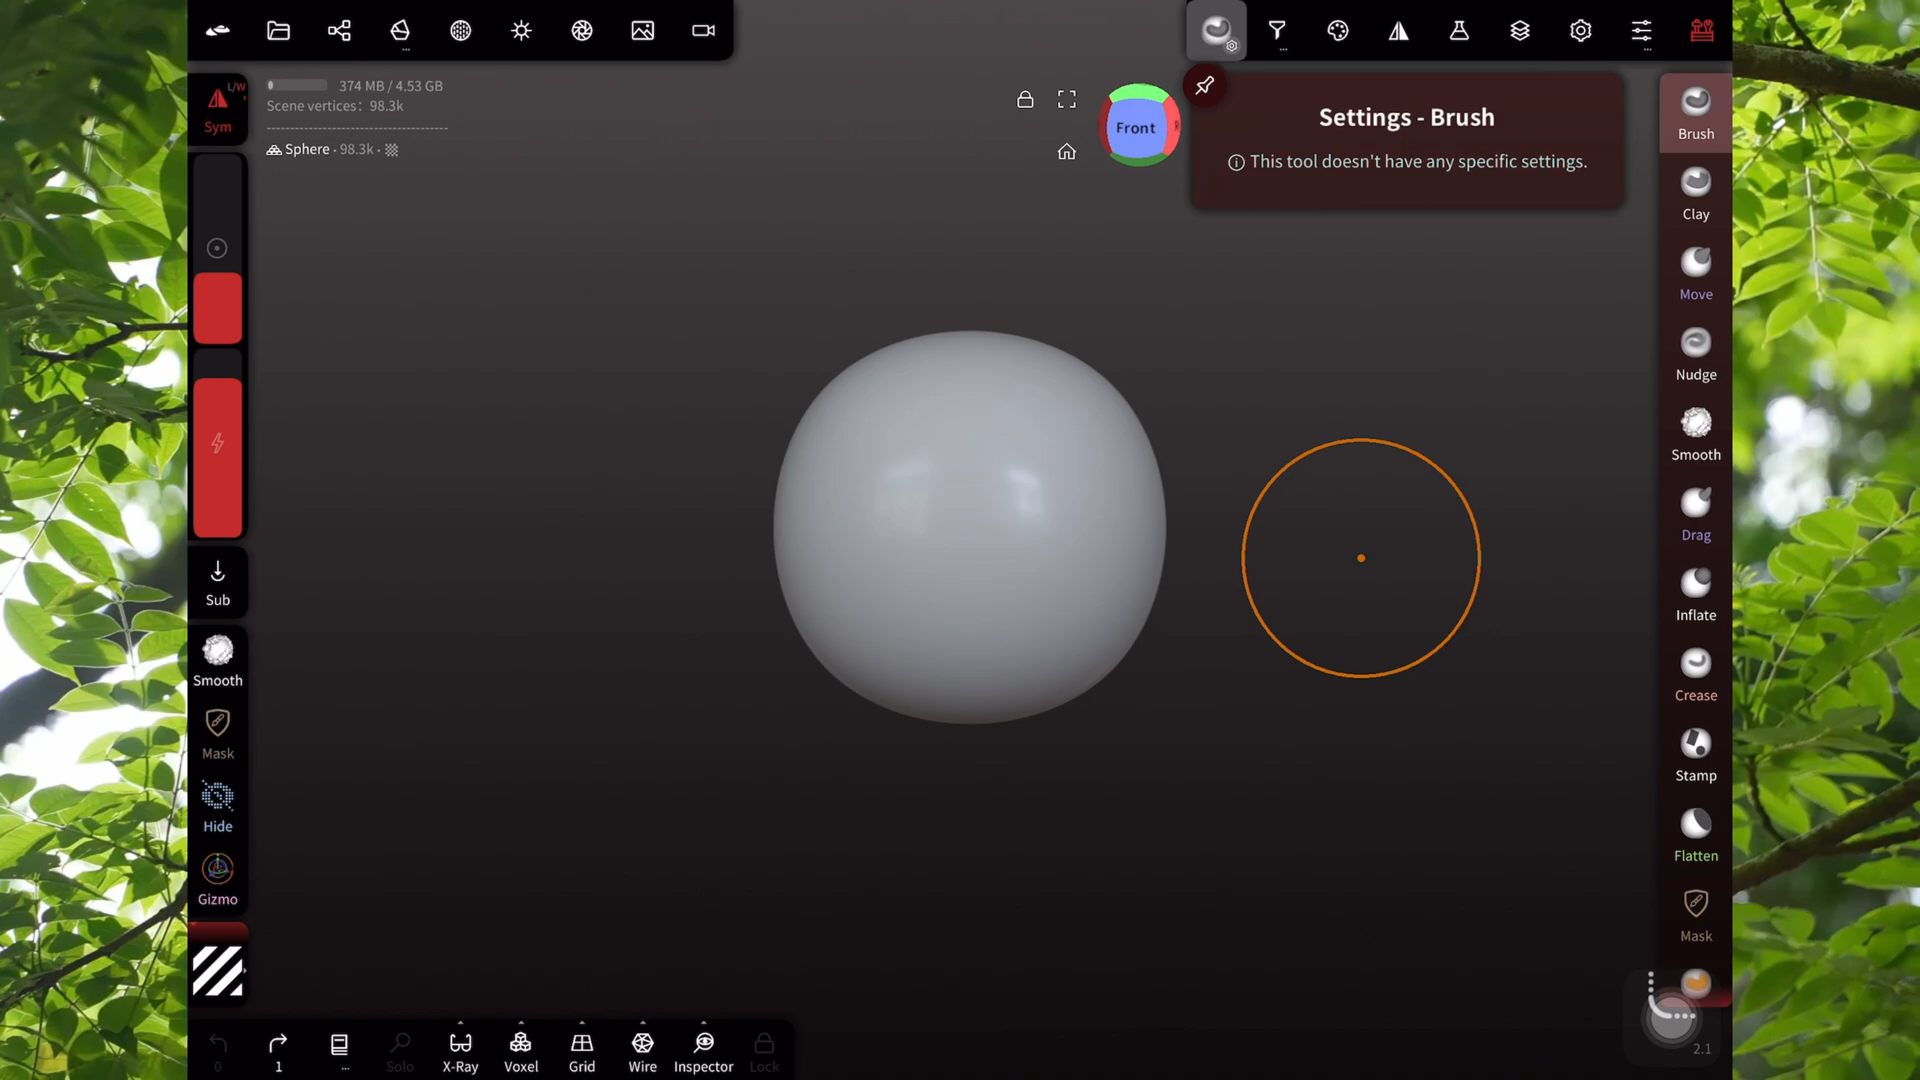 374 MB / 4.53 GB
Scene vertices: 98.3k
Sphere • 98.3k •
L/W
Sym
Front
Settings - Brush
This tool doesn't have any specific settings.
Brush
Clay
Move
Nudge
Smooth
Drag
Inflate
Crease
Stamp
Flatten
Mask
Sub
Smooth
Mask
Hide
Gizmo
0
1
...
Solo
X-Ray
Voxel
Grid
Wire
Inspector
Lock
2.1